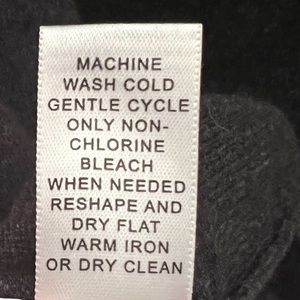 MACHINE
WASH COLD
GENTLE CYCLE
ONLY NON-
CHLORINE
BLEACH
WHEN NEEDED
RESHAPE AND
DRY FLAT
WARM IRON
OR DRY CLEAN